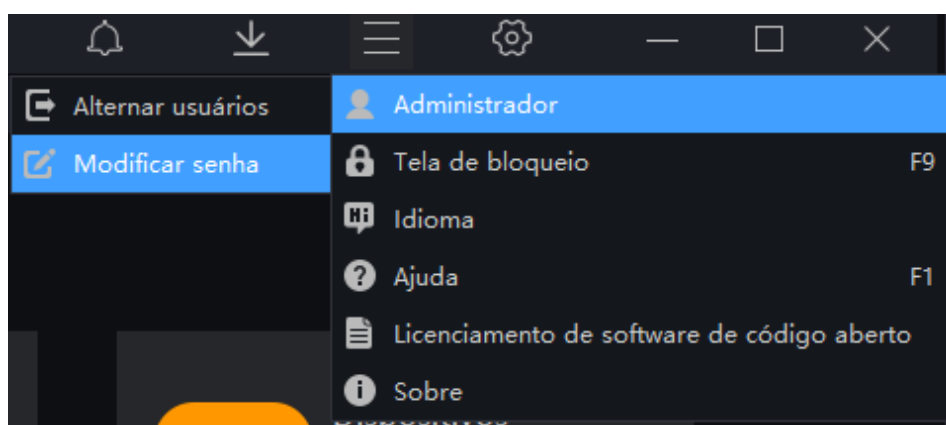 Alternar usuários
Modificar senha
Administrador
Tela de bloqueio F9
Idioma
Ajuda F1
Licenciamento de software de código aberto
Sobre